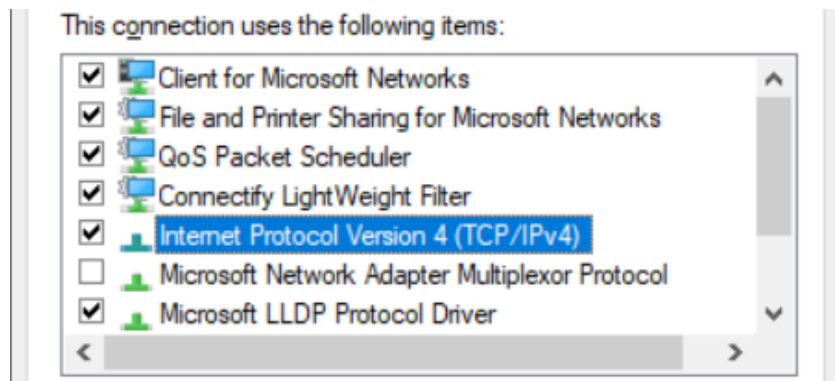 This connection uses the following items:
Client for Microsoft Networks
File and Printer Sharing for Microsoft Networks
QoS Packet Scheduler
Connectify LightWeight Filter
Internet Protocol Version 4 (TCP/IPv4)
Microsoft Network Adapter Multiplexor Protocol
Microsoft LLDP Protocol Driver